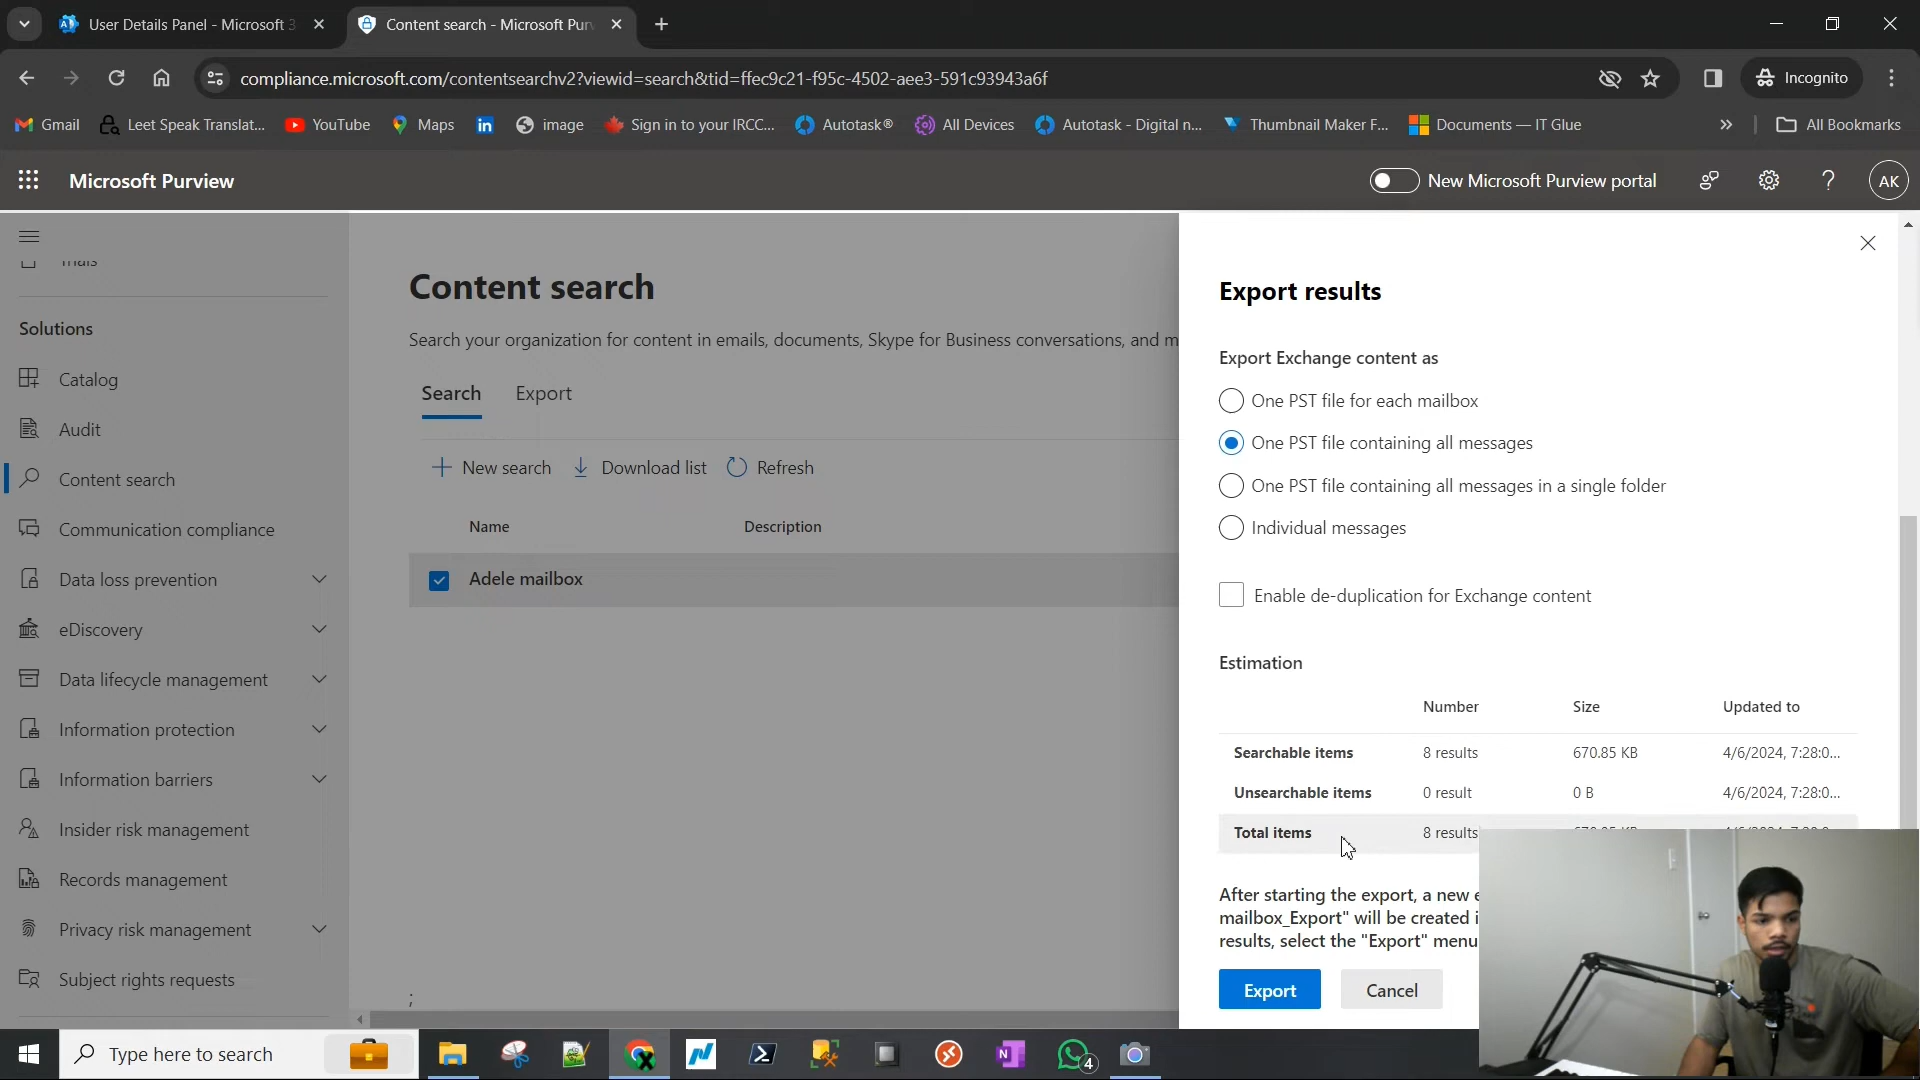 User Details Panel - Microsoft 3
Content search - Microsoft Pur
compliance.microsoft.com/contentsearchv2?viewid=search&tid=ffec9c21-f95c-4502-aee3-591c93943a6f
Incognito
Gmail
Leet Speak Translat...
YouTube
Maps
image
Sign in to your IRCC...
Autotask®
All Devices
Autotask - Digital n...
Thumbnail Maker F...
Documents — IT Glue
All Bookmarks
Microsoft Purview
New Microsoft Purview portal
AK
Trials
Solutions
Catalog
Audit
Content search
Communication compliance
Data loss prevention
eDiscovery
Data lifecycle management
Information protection
Information barriers
Insider risk management
Records management
Privacy risk management
Subject rights requests
Content search
Search your organization for content in emails, documents, Skype for Business conversations, and m
Search Export
New search Download list Refresh
Name Description
Adele mailbox
;
Export results
Export Exchange content as
One PST file for each mailbox
One PST file containing all messages
One PST file containing all messages in a single folder
Individual messages
Enable de-duplication for Exchange content
Estimation
Number Size Updated to
Searchable items 8 results 670.85 KB 4/6/2024, 7:28:0...
Unsearchable items 0 result 0 B 4/6/2024, 7:28:0...
Total items 8 results
After starting the export, a new
mailbox_Export" will be created
results, select the "Export" menu
Export Cancel
Type here to search
4